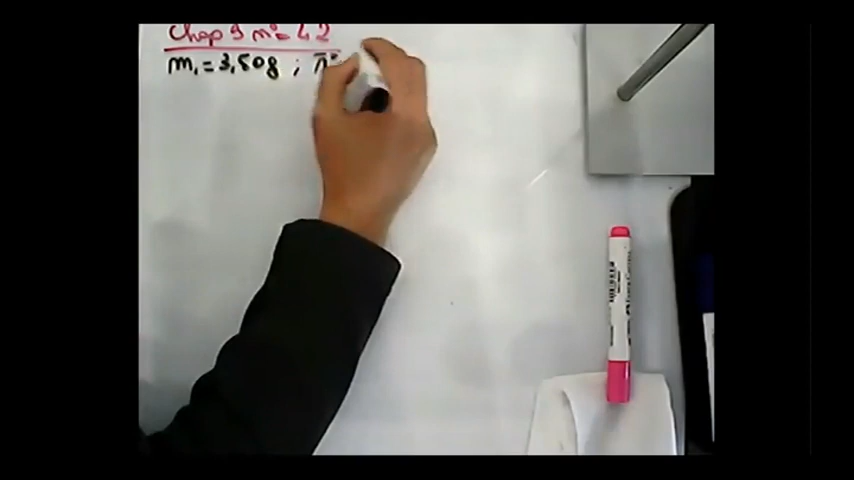 Chap 9 n°42
m₁ = 3,50g ;